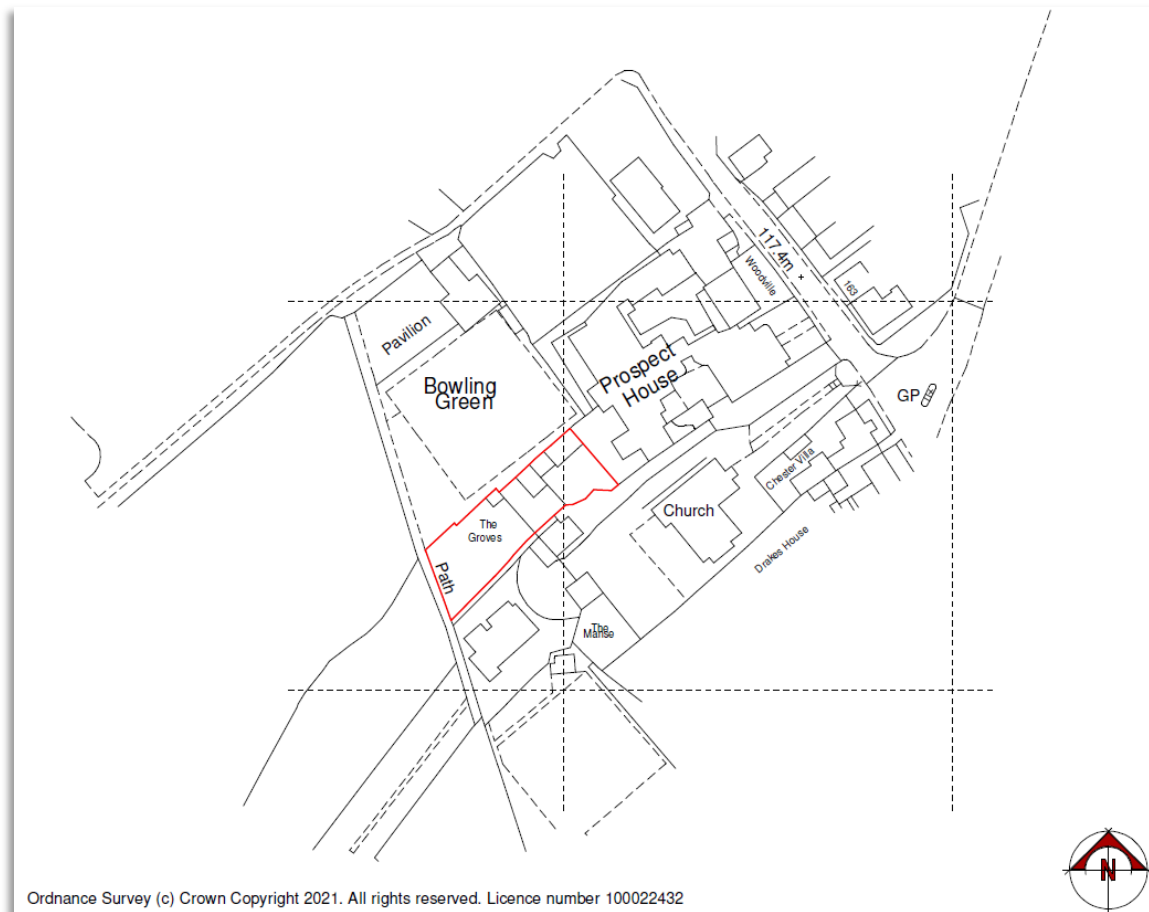 117.4m
Woodville
163
Pavilion
Prospect
House
Bowling
Green
GP
Chester Villa
Church
The
Groves
Drakes House
Path
The
Manse
N
Ordnance Survey (c) Crown Copyright 2021. All rights reserved. Licence number 100022432